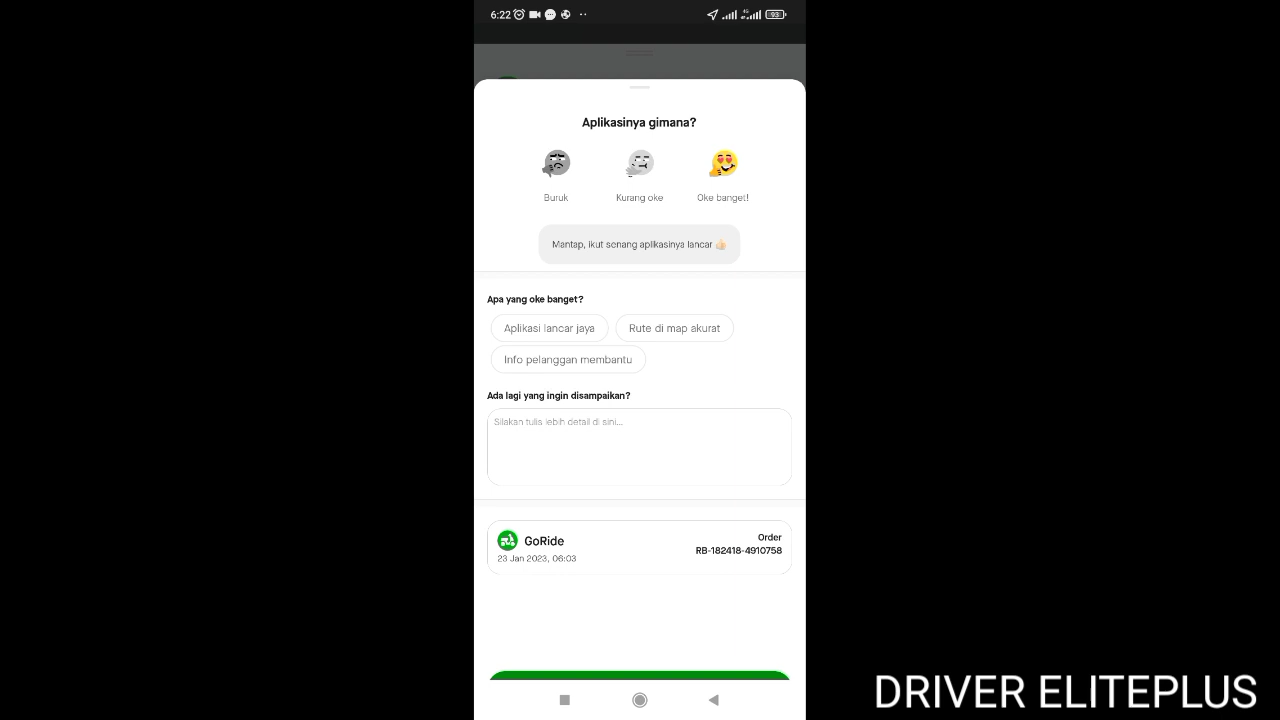 6:22
4G
93
Aplikasinya gimana?
Buruk
Kurang oke
Oke banget!
Mantap, ikut senang aplikasinya lancar 👍🏻
Apa yang oke banget?
Aplikasi lancar jaya
Rute di map akurat
Info pelanggan membantu
Ada lagi yang ingin disampaikan?
Silakan tulis lebih detail di sini...
GoRide
Order
23 Jan 2023, 06:03
RB-182418-4910758
DRIVER ELITEPLUS